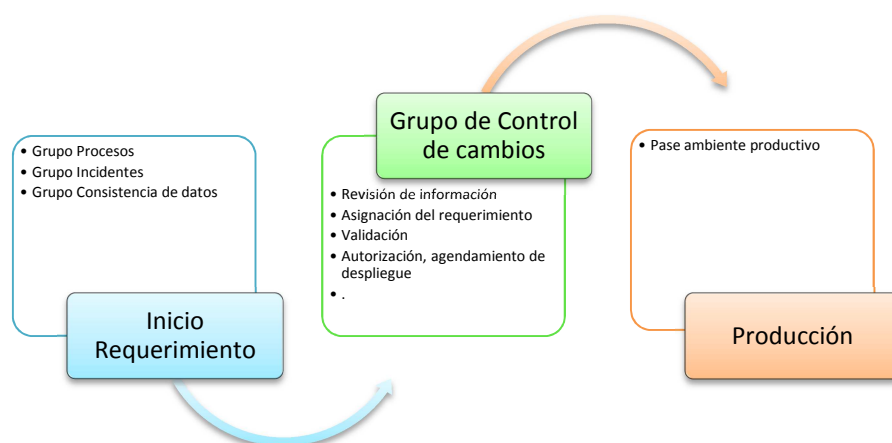 • Grupo Procesos
• Grupo Incidentes
• Grupo Consistencia de datos
Inicio
Requerimiento
Grupo de Control
de cambios
• Revisión de información
• Asignación del requerimiento
• Validación
• Autorización, agendamiento de
despliegue
• .
• Pase ambiente productivo
Producción